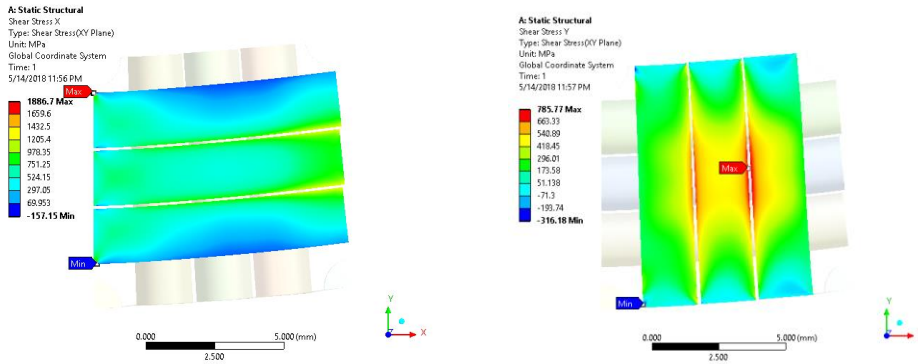 A: Static Structural
Shear Stress X
Type: Shear Stress(XY Plane)
Unit: MPa
Global Coordinate System
Time: 1
5/14/2018 11:56 PM
1886.7 Max
1659.6
1432.5
1205.4
978.35
751.25
524.15
297.05
69.953
-157.15 Min
Max
Min
0.000
5.000 (mm)
2.500
Y
X
A: Static Structural
Shear Stress Y
Type: Shear Stress(XY Plane)
Unit: MPa
Global Coordinate System
Time: 1
5/14/2018 11:57 PM
785.77 Max
663.33
540.89
418.45
296.01
173.58
51.138
-71.3
-193.74
-316.18 Min
Max
Min
0.000
5.000 (mm)
2.500
Y
X